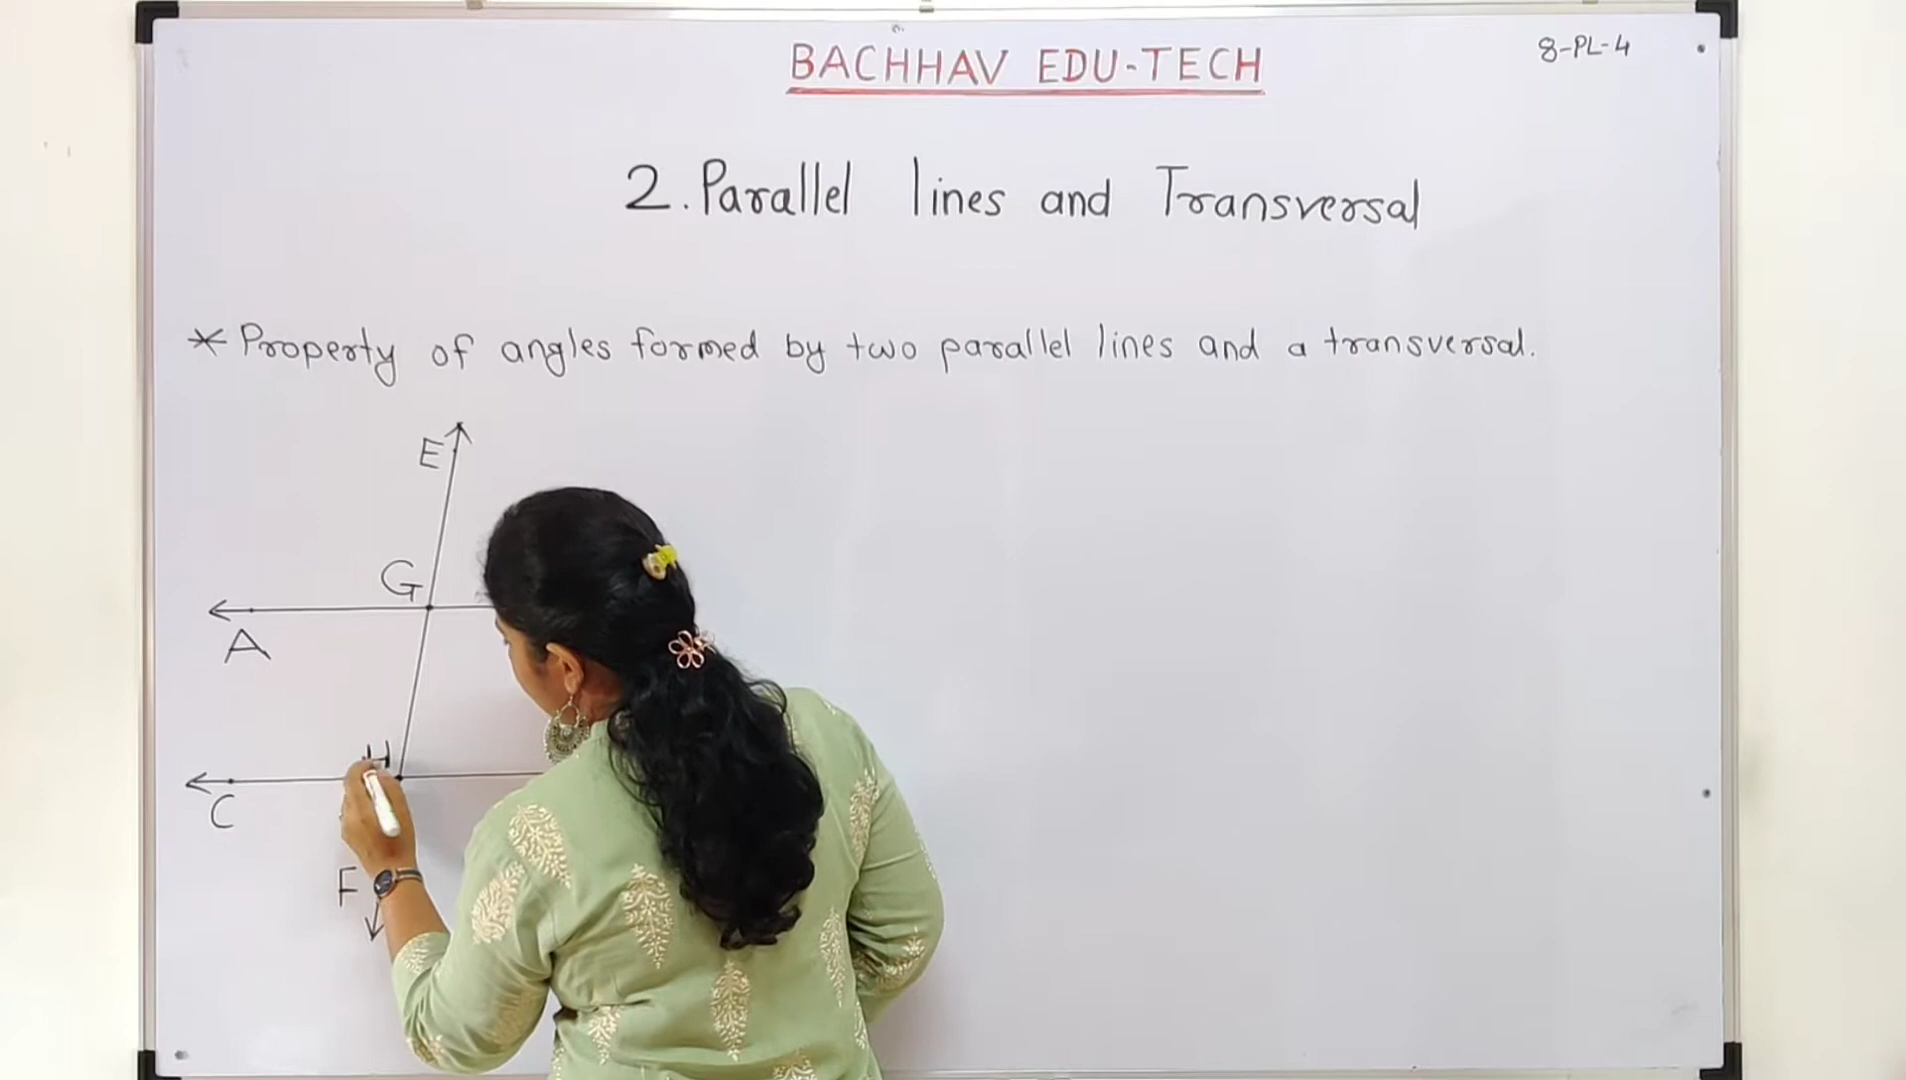 BACHHAV EDU-TECH
8-PL-4
2. Parallel lines and Transversal
* Property of angles formed by two parallel lines and a transversal.
E
G
A
H
C
F